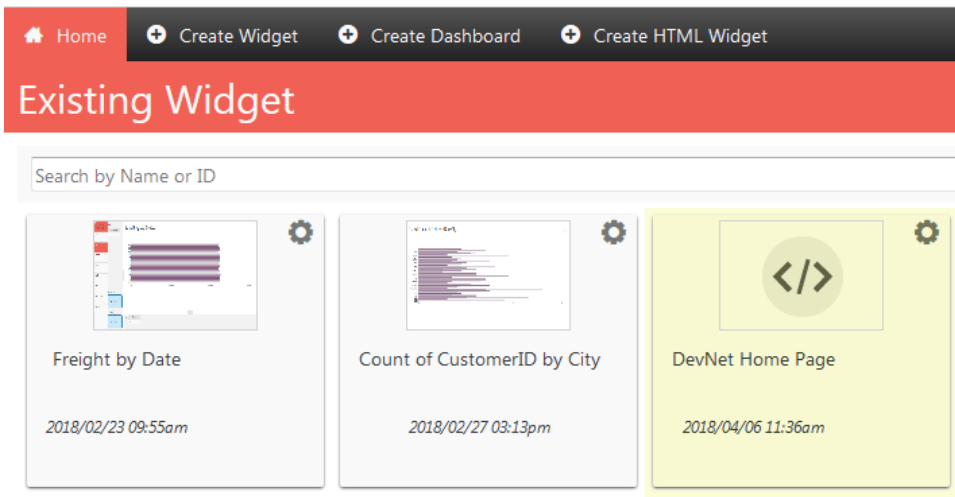 Home Create Widget Create Dashboard Create HTML Widget
Existing Widget
Search by Name or ID
</>
Freight by Date Count of CustomerID by City DevNet Home Page
2018/02/23 09:55am 2018/02/27 03:13pm 2018/04/06 11:36am